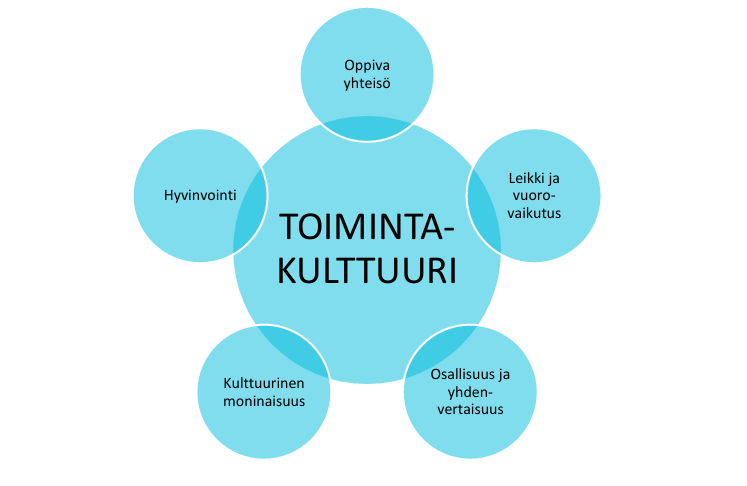 Oppiva
yhteisö
Leikki ja
vuoro-
vaikutus
Hyvinvointi
TOIMINTA-
KULTTUURI
Osallisuus ja
yhden-
vertaisuus
Kulttuurinen
moninaisuus